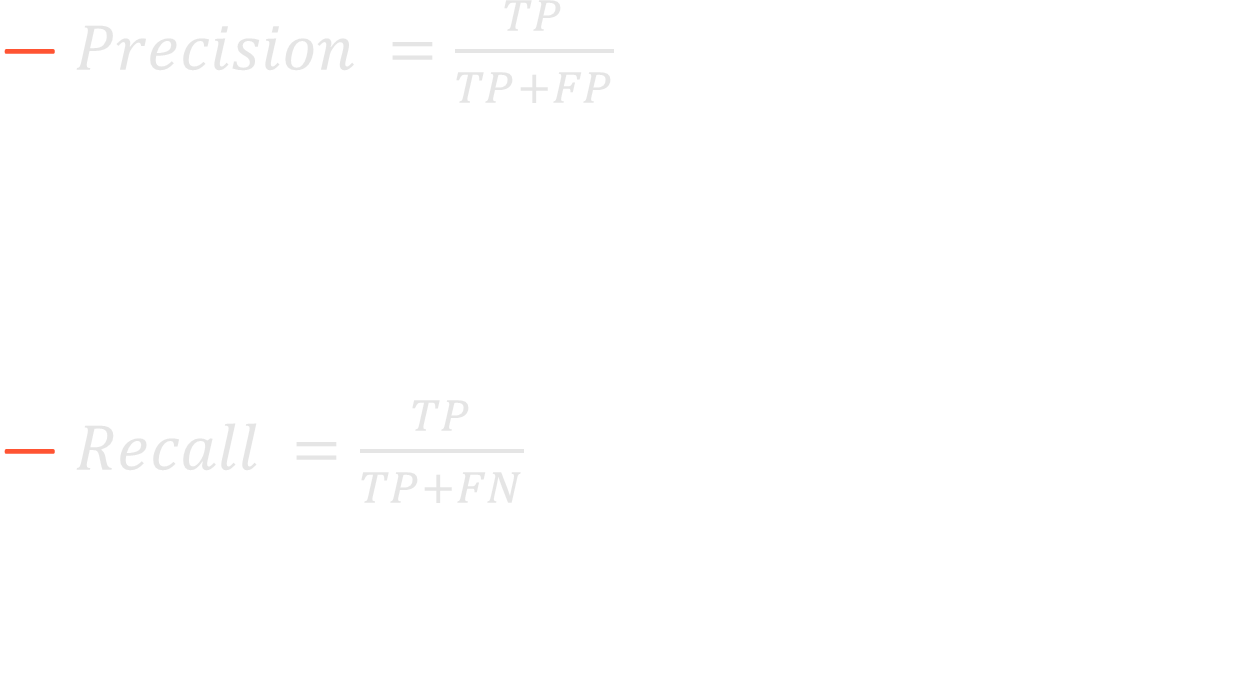 — Precision = TP/TP+FP
— Recall = TP/TP+FN